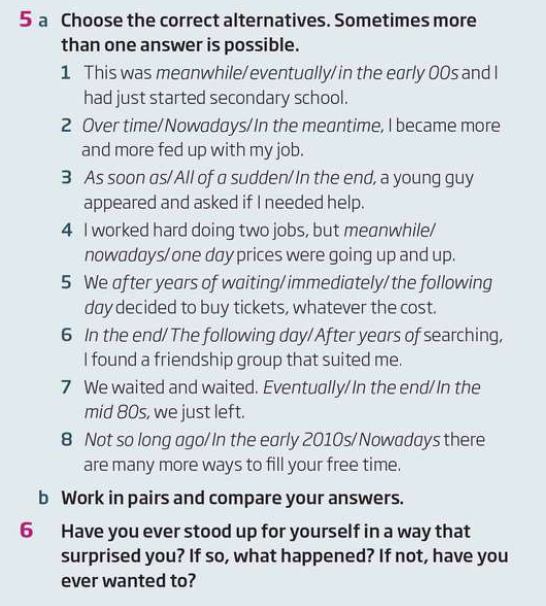 5 a Choose the correct alternatives. Sometimes more
than one answer is possible.
1 This was meanwhile/eventually/in the early 00s and I
had just started secondary school.
2 Over time/Nowadays/In the meantime, I became more
and more fed up with my job.
3 As soon as/All of a sudden/In the end, a young guy
appeared and asked if I needed help.
4 I worked hard doing two jobs, but meanwhile/
nowadays/one day prices were going up and up.
5 We after years of waiting/immediately/the following
day decided to buy tickets, whatever the cost.
6 In the end/The following day/After years of searching,
I found a friendship group that suited me.
7 We waited and waited. Eventually/In the end/In the
mid 80s, we just left.
8 Not so long ago/In the early 2010s/Nowadays there
are many more ways to fill your free time.
b Work in pairs and compare your answers.
6 Have you ever stood up for yourself in a way that
surprised you? If so, what happened? If not, have you
ever wanted to?